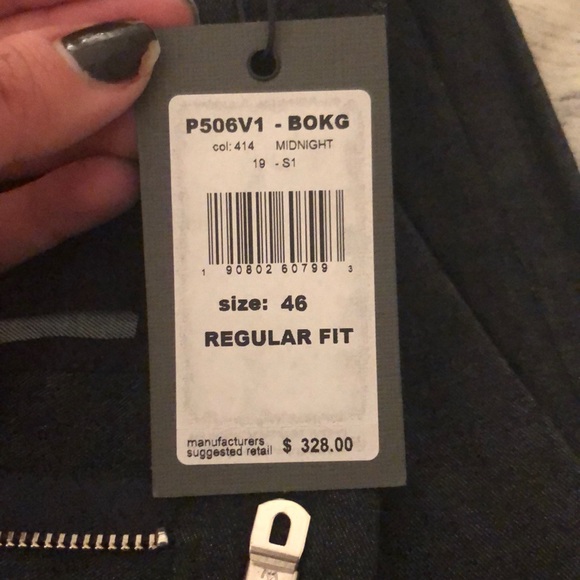 P506V1 - BOKG
col: 414 MIDNIGHT
19 - S1
1 90802 60799 3
size: 46
REGULAR FIT
manufacturers
suggested retail $ 328.00